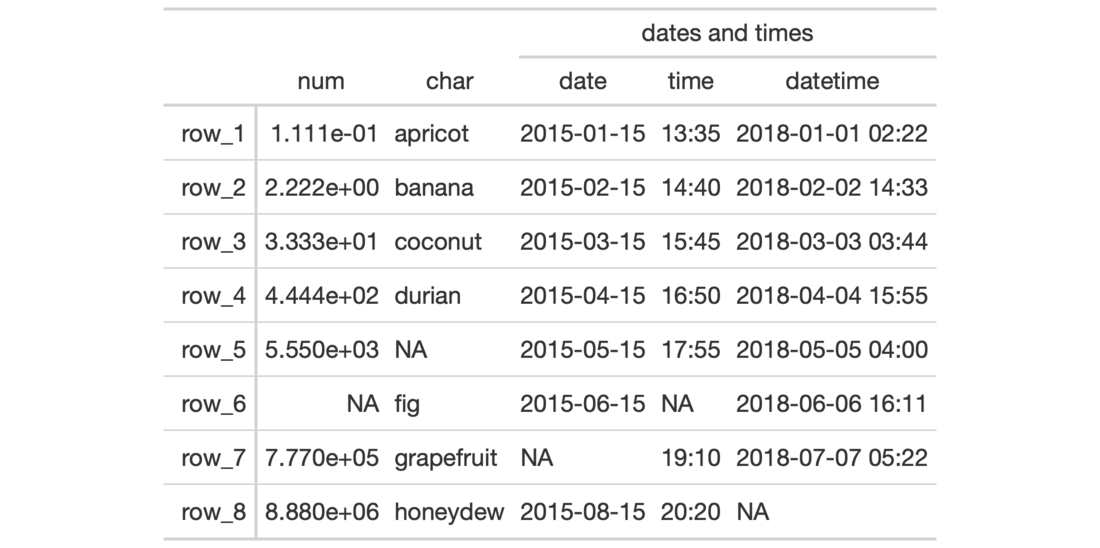 dates and times
num char date time datetime
row_1 1.111e-01 apricot 2015-01-15 13:35 2018-01-01 02:22
row_2 2.222e+00 banana 2015-02-15 14:40 2018-02-02 14:33
row_3 3.333e+01 coconut 2015-03-15 15:45 2018-03-03 03:44
row_4 4.444e+02 durian 2015-04-15 16:50 2018-04-04 15:55
row_5 5.550e+03 NA 2015-05-15 17:55 2018-05-05 04:00
row_6 NA fig 2015-06-15 NA 2018-06-06 16:11
row_7 7.770e+05 grapefruit NA 19:10 2018-07-07 05:22
row_8 8.880e+06 honeydew 2015-08-15 20:20 NA